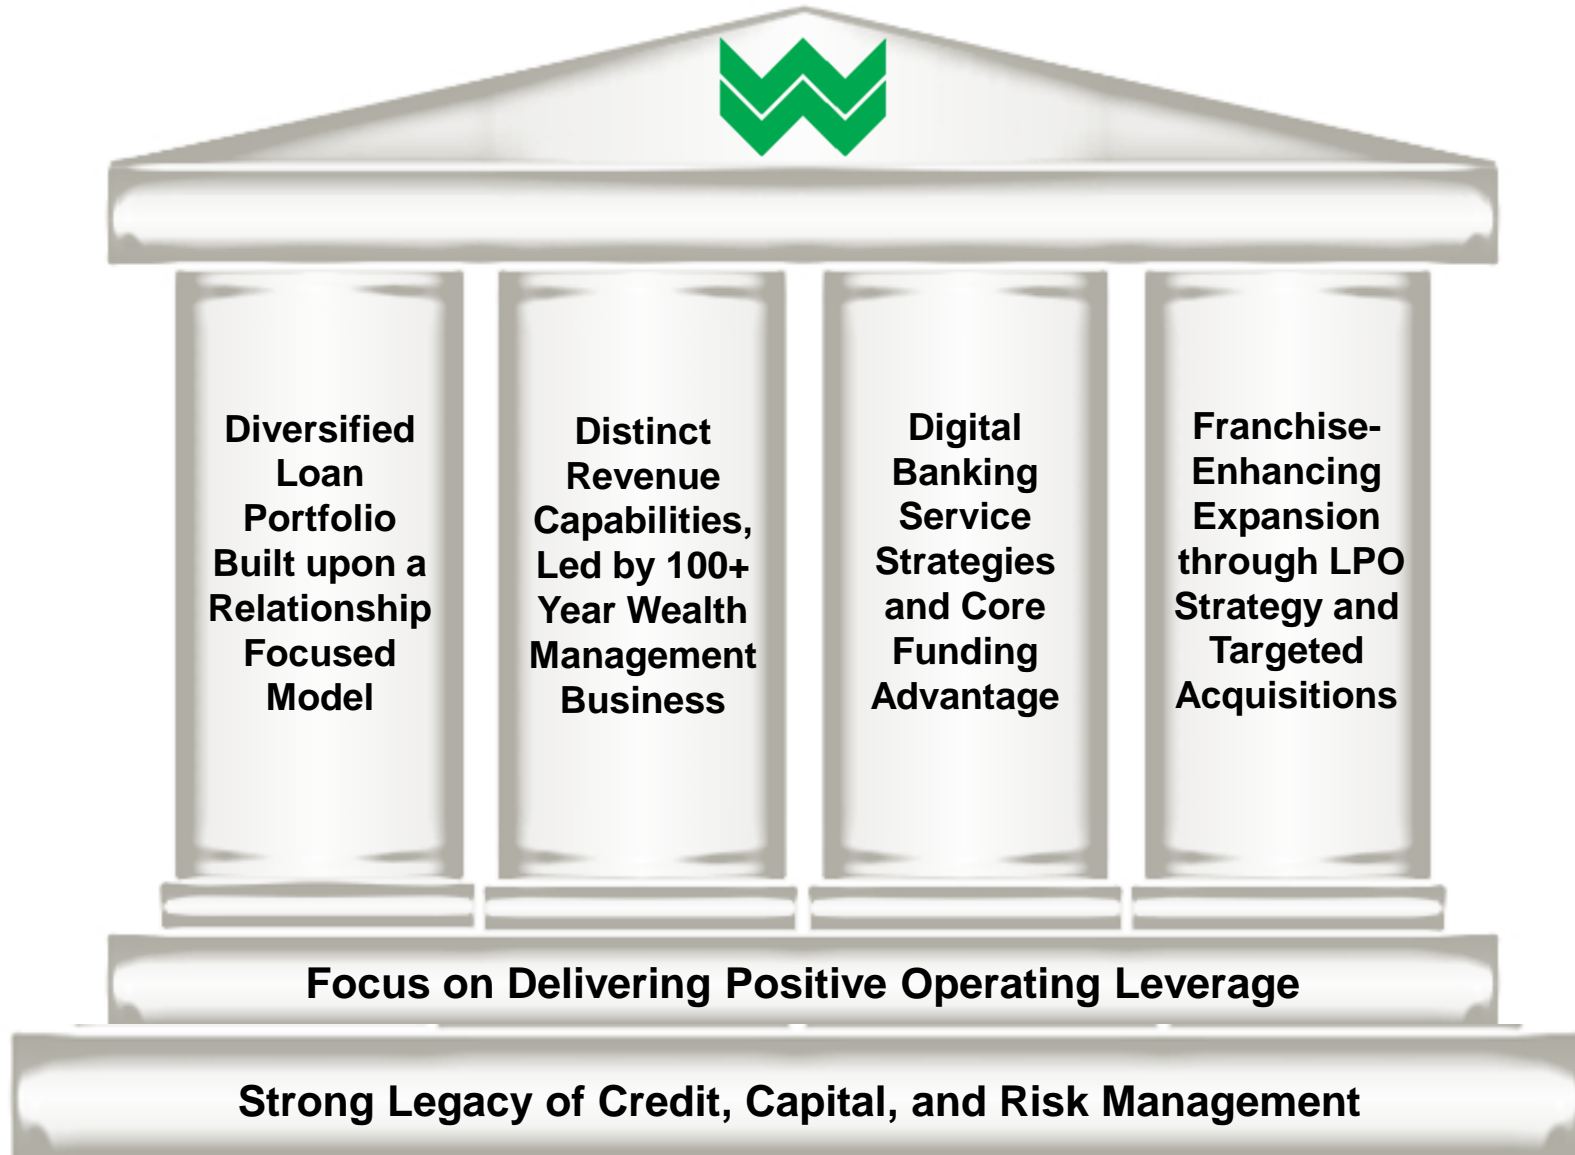 Diversified
Loan
Portfolio
Built upon a
Relationship
Focused
Model
Distinct
Revenue
Capabilities,
Led by 100+
Year Wealth
Management
Business
Digital
Banking
Service
Strategies
and Core
Funding
Advantage
Franchise-
Enhancing
Expansion
through LPO
Strategy and
Targeted
Acquisitions
Focus on Delivering Positive Operating Leverage
Strong Legacy of Credit, Capital, and Risk Management